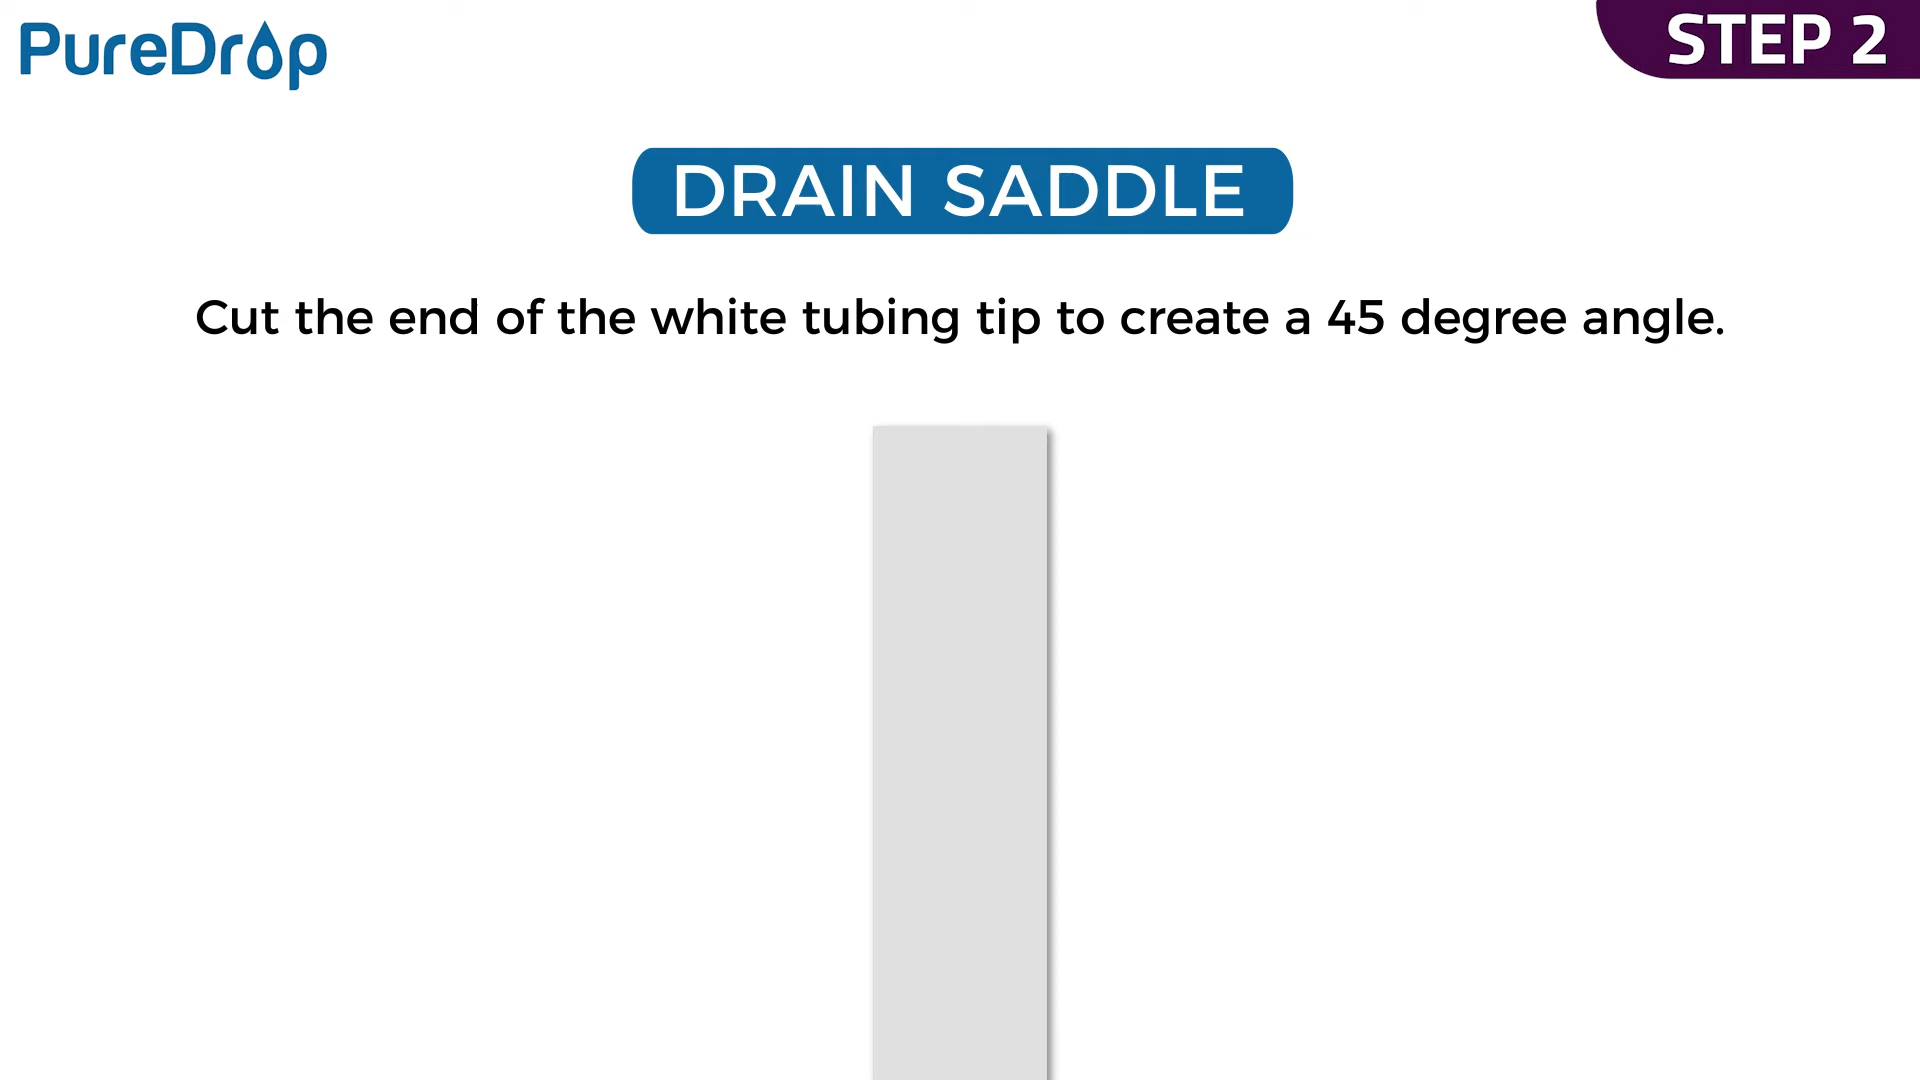 PureDrop
STEP 2
DRAIN SADDLE
Cut the end of the white tubing tip to create a 45 degree angle.